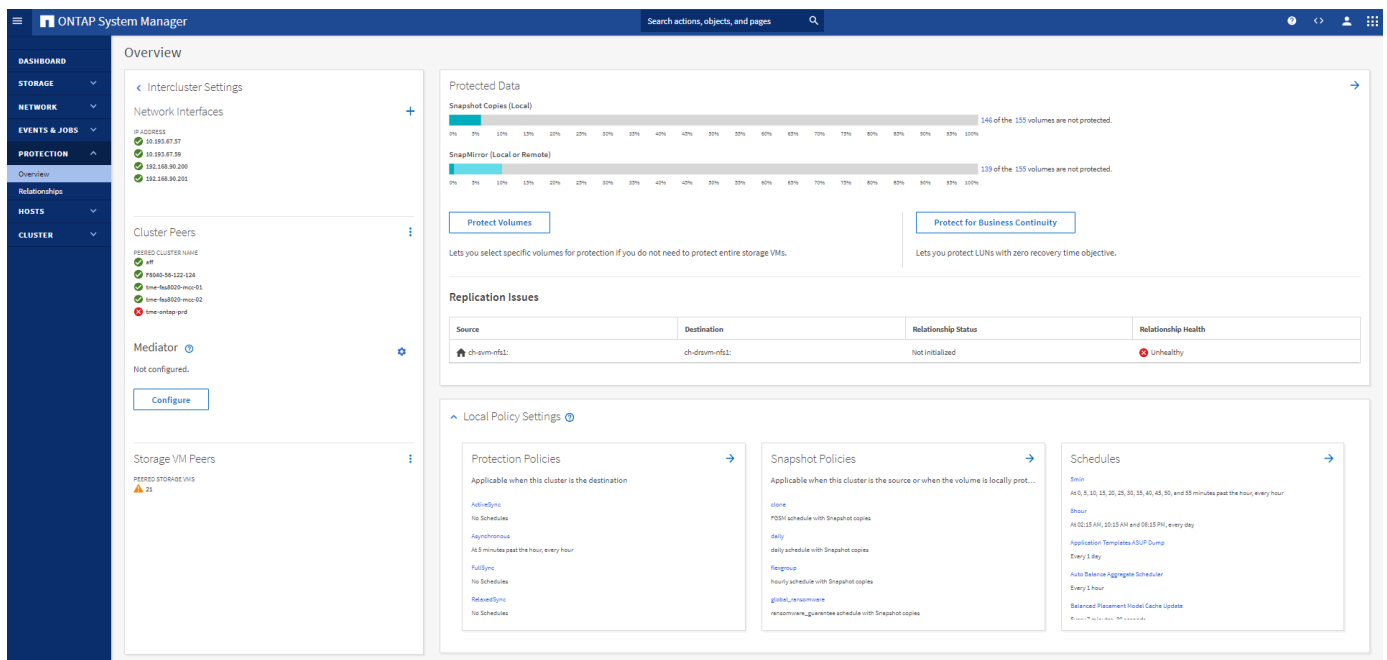 ONTAP System Manager
Search actions, objects, and pages
DASHBOARD
STORAGE
NETWORK
EVENTS & JOBS
PROTECTION
Overview
Relationships
HOSTS
CLUSTER
Overview
Intercluster Settings
Network Interfaces
IP ADDRESS
10.193.67.57
10.193.67.59
192.168.90.200
192.168.90.201
Cluster Peers
PEERED CLUSTER NAME
aff
F8040-56-122-124
tme-fas8020-mcc-01
tme-fas8020-mcc-02
tme-ontap-prd
Mediator
Not configured.
Configure
Storage VM Peers
PEERED STORAGE VMS
21
Protected Data
Snapshot Copies (Local)
146 of the 155 volumes are not protected.
0% 5% 10% 15% 20% 25% 30% 35% 40% 45% 50% 55% 60% 65% 70% 75% 80% 85% 90% 95% 100%
SnapMirror (Local or Remote)
139 of the 155 volumes are not protected.
0% 5% 10% 15% 20% 25% 30% 35% 40% 45% 50% 55% 60% 65% 70% 75% 80% 85% 90% 95% 100%
Protect Volumes
Lets you select specific volumes for protection if you do not need to protect entire storage VMs.
Protect for Business Continuity
Lets you protect LUNs with zero recovery time objective.
Replication Issues
Source Destination Relationship Status Relationship Health
ch-svm-nfs1: ch-drsvm-nfs1: Not initialized Unhealthy
Local Policy Settings
Protection Policies
Applicable when this cluster is the destination
ActiveSync
No Schedules
Asynchronous
At 5 minutes past the hour, every hour
FullSync
No Schedules
RelaxedSync
No Schedules
Snapshot Policies
Applicable when this cluster is the source or when the volume is locally prot...
clone
FGSM schedule with Snapshot copies
daily
daily schedule with Snapshot copies
flexgroup
hourly schedule with Snapshot copies
global_ransomware
ransomware_guarantee schedule with Snapshot copies
Schedules
5min
At 0, 5, 10, 15, 20, 25, 30, 35, 40, 45, 50, and 55 minutes past the hour, every hour
8hour
At 02:15 AM, 10:15 AM and 06:15 PM, every day
Application Templates ASUP Dump
Every 1 day
Auto Balance Aggregate Scheduler
Every 1 hour
Balanced Placement Model Cache Update